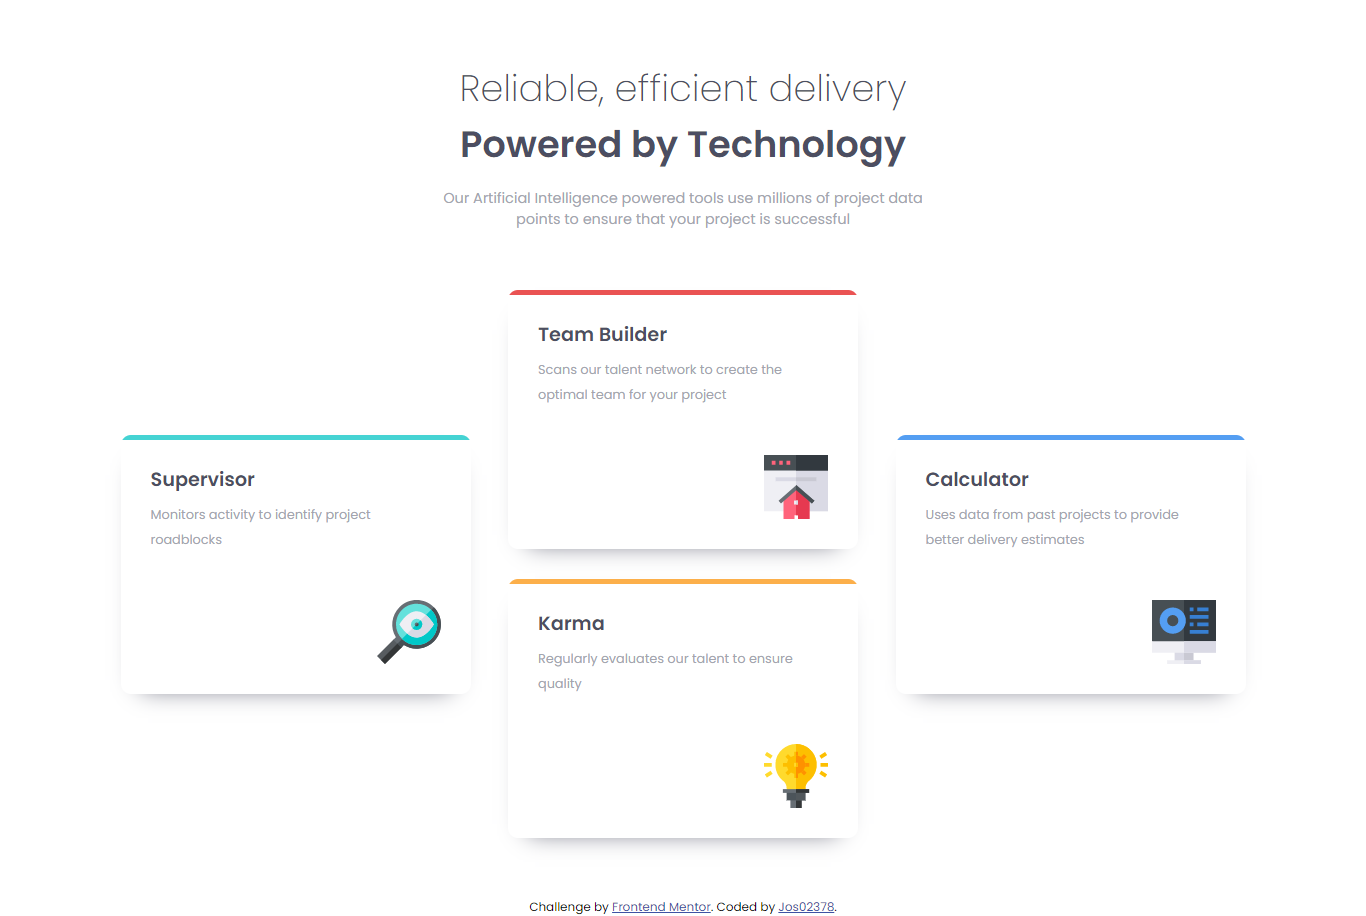 Reliable, efficient delivery
Powered by Technology
Our Artificial Intelligence powered tools use millions of project data
points to ensure that your project is successful
Supervisor
Monitors activity to identify project
roadblocks
Team Builder
Scans our talent network to create the
optimal team for your project
Karma
Regularly evaluates our talent to ensure
quality
Calculator
Uses data from past projects to provide
better delivery estimates
Challenge by Frontend Mentor. Coded by Jos02378.